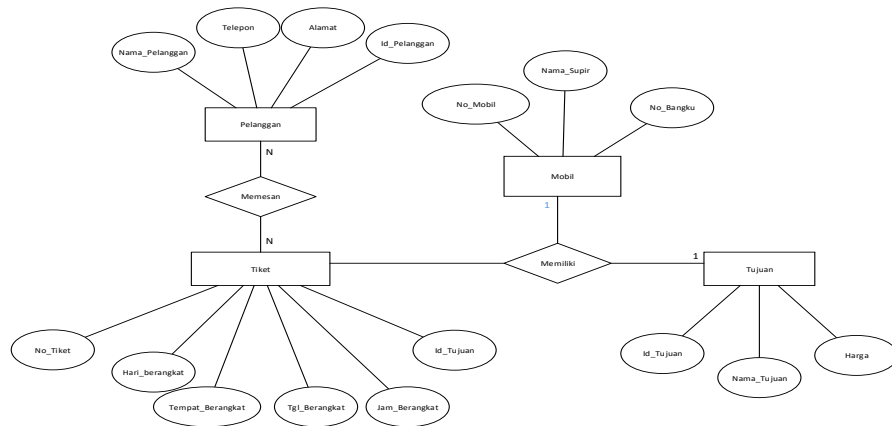 Telepon
Alamat
Nama_Pelanggan
Id_Pelanggan
Nama_Supir
No_Mobil
No_Bangku
Pelanggan
N
Mobil
Memesan
1
N
Tiket
Memiliki
1
Tujuan
No_Tiket
Id_Tujuan
Hari_berangkat
Id_Tujuan
Harga
Tempat_Berangkat
Tgl_Berangkat
Jam_Berangkat
Nama_Tujuan